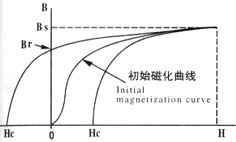 B
Bs
Br
初始磁化曲线
Initial
magnetization curve
Hc
0
Hc
H